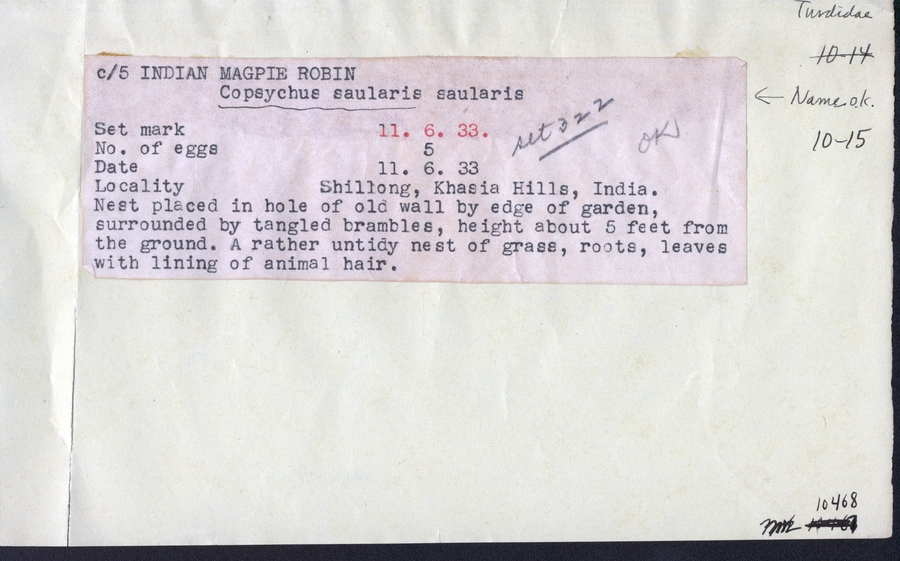 Turdidae
10-14
c/5 INDIAN MAGPIE ROBIN
Copsychus saularis saularis
← Name o.k.
Set mark 11. 6. 33.
set 322
OK
10-15
No. of eggs 5
Date 11. 6. 33
Locality Shillong, Khasia Hills, India.
Nest placed in hole of old wall by edge of garden,
surrounded by tangled brambles, height about 5 feet from
the ground. A rather untidy nest of grass, roots, leaves
with lining of animal hair.
10468